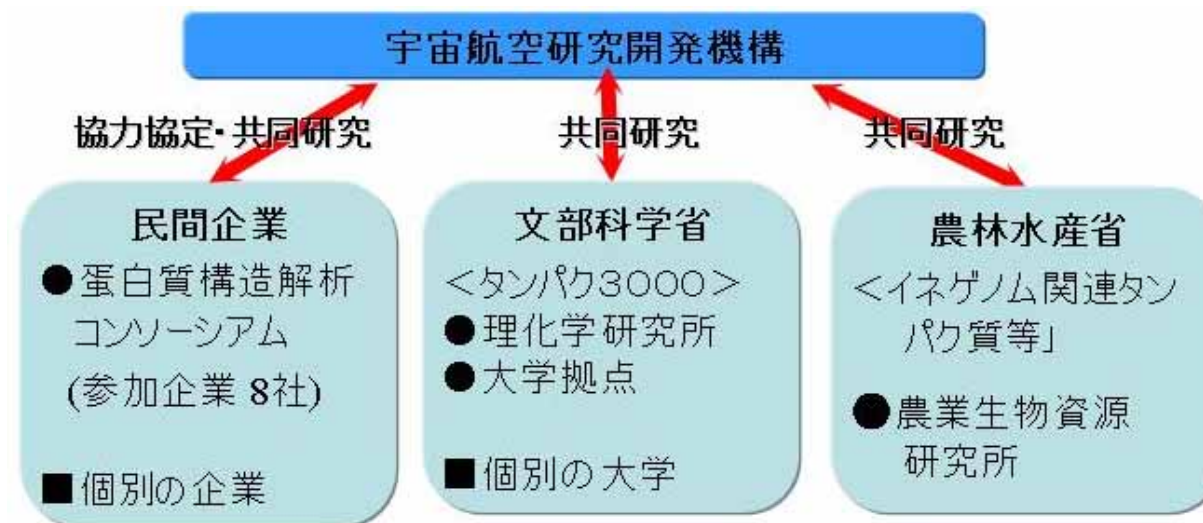 宇宙航空研究開発機構
協力協定・共同研究
共同研究
共同研究
民間企業
●蛋白質構造解析
コンソーシアム
(参加企業 8社)
■個別の企業
文部科学省
＜タンパク3000＞
●理化学研究所
●大学拠点
■個別の大学
農林水産省
＜イネゲノム関連タン
パク質等」
●農業生物資源
研究所